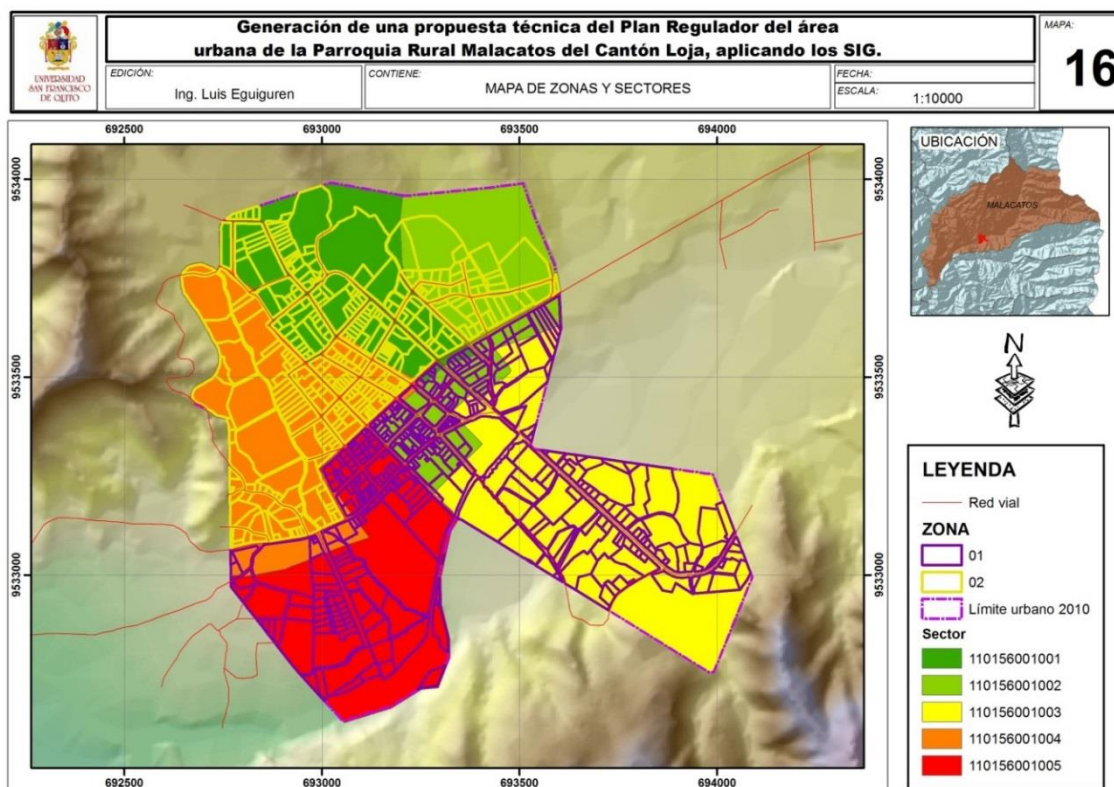 UNIVERSIDAD
SAN FRANCISCO
DE QUITO
Generación de una propuesta técnica del Plan Regulador del área
urbana de la Parroquia Rural Malacatos del Cantón Loja, aplicando los SIG.
EDICIÓN:
Ing. Luis Eguiguren
CONTIENE:
MAPA DE ZONAS Y SECTORES
FECHA:
ESCALA:
1:10000
MAPA:
16
692500
693000
693500
694000
9534000
9534000
9533500
9533500
9533000
9533000
692500
693000
693500
694000
UBICACIÓN
MALACATOS
N
LEYENDA
Red vial
ZONA
01
02
Límite urbano 2010
Sector
110156001001
110156001002
110156001003
110156001004
110156001005